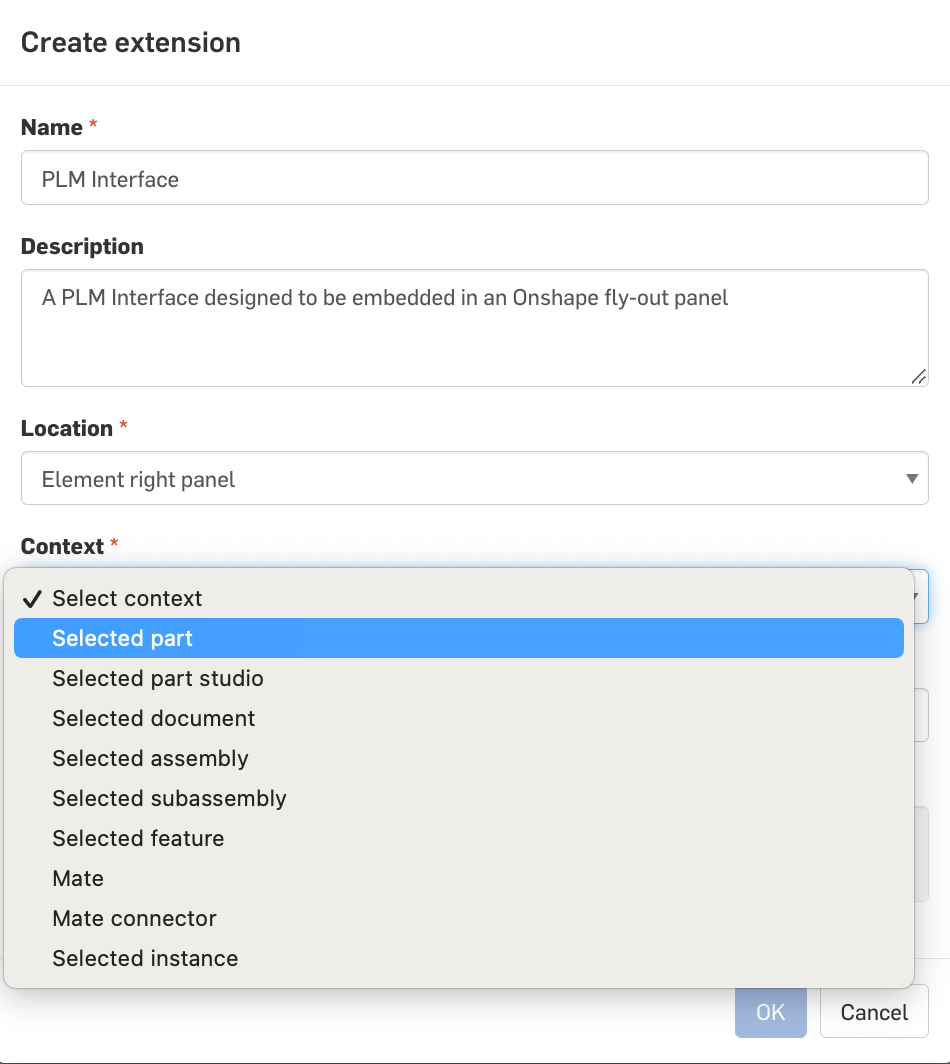 Create extension
Name *
PLM Interface
Description
A PLM Interface designed to be embedded in an Onshape fly-out panel
Location *
Element right panel
Context *
Select context
Selected part
Selected part studio
Selected document
Selected assembly
Selected subassembly
Selected feature
Mate
Mate connector
Selected instance
OK Cancel